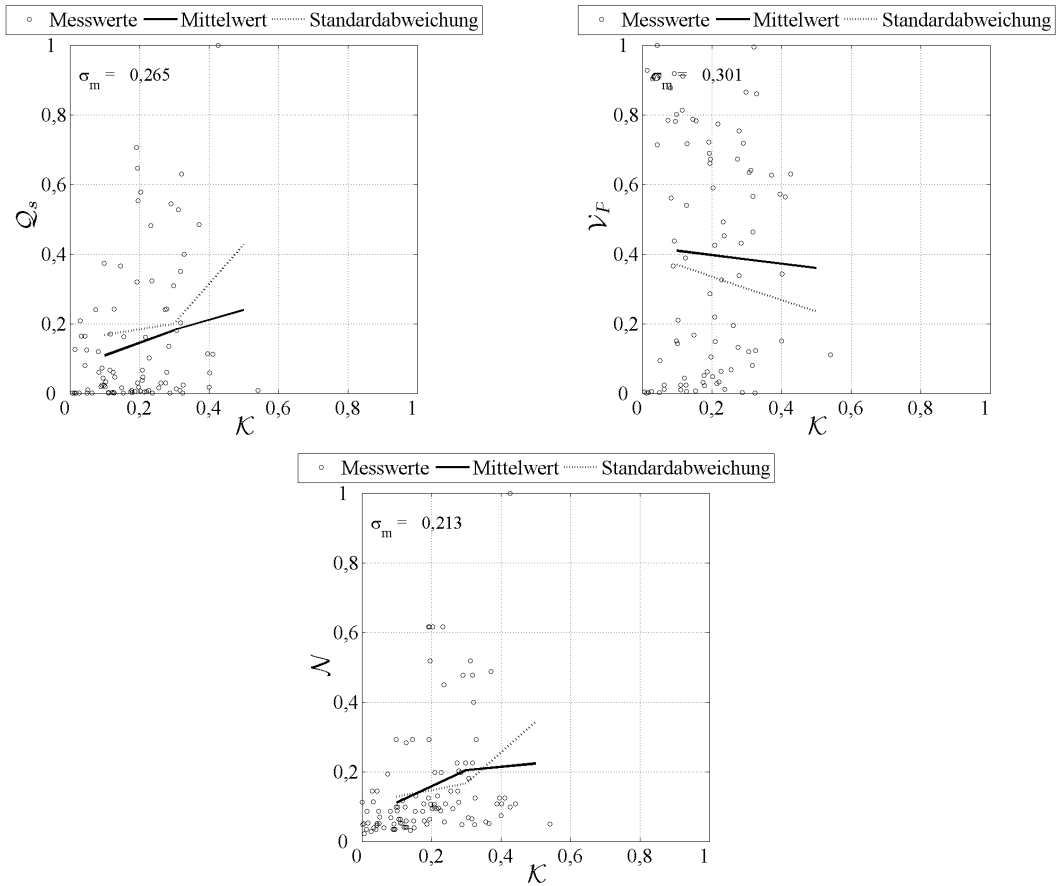 Messwerte Mittelwert Standardabweichung
σm = 0,265
1
0,8
0,6
0,4
0,2
0
Qs
0 0,2 0,4 0,6 0,8 1
K
Messwerte Mittelwert Standardabweichung
σm = 0,301
1
0,8
0,6
0,4
0,2
0
VF
0 0,2 0,4 0,6 0,8 1
K
Messwerte Mittelwert Standardabweichung
σm = 0,213
1
0,8
0,6
0,4
0,2
0
N
0 0,2 0,4 0,6 0,8 1
K